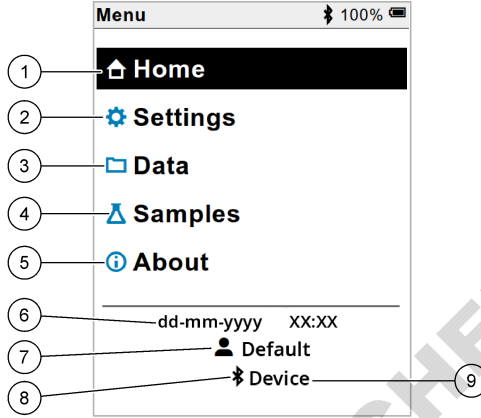 Menu 100%
1 Home
2 Settings
3 Data
4 Samples
5 About
6 dd-mm-yyyy XX:XX
7 Default
8 Device 9